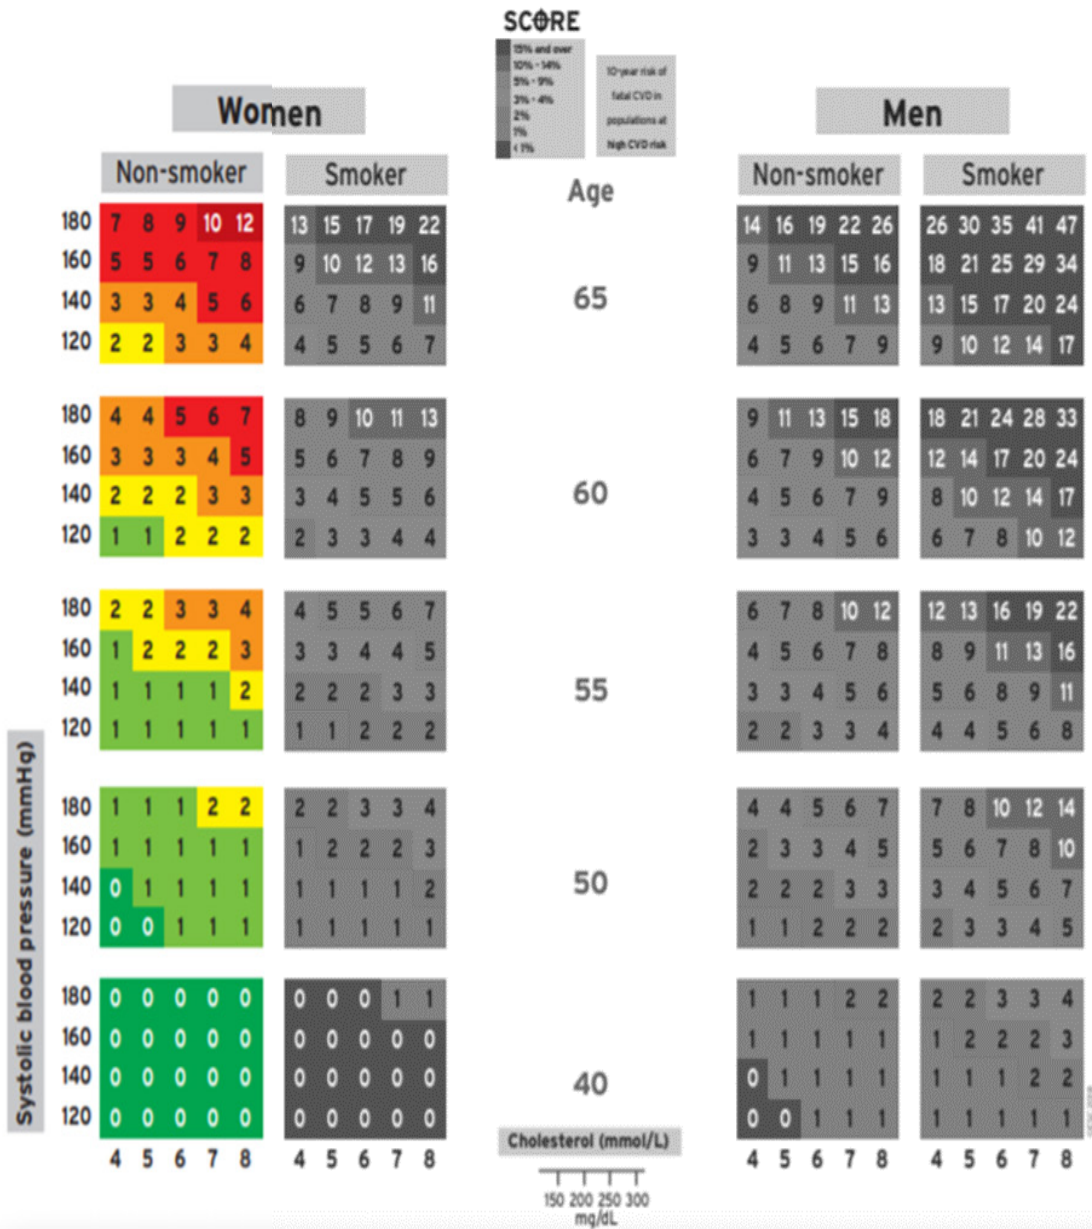 SCORE
15% and over
10% - 14%
5% - 9%
3% - 4%
2%
1%
< 1%
10-year risk of
fatal CVD in
populations at
high CVD risk
Women
Men
Non-smoker Smoker Age Non-smoker Smoker
180 7 8 9 10 12 13 15 17 19 22 14 16 19 22 26 26 30 35 41 47
160 5 5 6 7 8 9 10 12 13 16 9 11 13 15 16 18 21 25 29 34
65
140 3 3 4 5 6 6 7 8 9 11 6 8 9 11 13 13 15 17 20 24
120 2 2 3 3 4 4 5 5 6 7 4 5 6 7 9 9 10 12 14 17
180 4 4 5 6 7 8 9 10 11 13 9 11 13 15 18 18 21 24 28 33
160 3 3 3 4 5 5 6 7 8 9 6 7 9 10 12 12 14 17 20 24
60
140 2 2 2 3 3 3 4 5 5 6 4 5 6 7 9 8 10 12 14 17
120 1 1 2 2 2 2 3 3 4 4 3 3 4 5 6 6 7 8 10 12
180 2 2 3 3 4 4 5 5 6 7 6 7 8 10 12 12 13 16 19 22
160 1 2 2 2 3 3 3 4 4 5 4 5 6 7 8 8 9 11 13 16
55
140 1 1 1 1 2 2 2 2 3 3 3 3 4 5 6 5 6 8 9 11
120 1 1 1 1 1 1 1 2 2 2 2 2 3 3 4 4 4 5 6 8
Systolic blood pressure (mmHg)
180 1 1 1 2 2 2 2 3 3 4 4 4 5 6 7 7 8 10 12 14
160 1 1 1 1 1 1 2 2 2 3 2 3 3 4 5 5 6 7 8 10
50
140 0 1 1 1 1 1 1 1 1 2 2 2 2 3 3 3 4 5 6 7
120 0 0 1 1 1 1 1 1 1 1 1 1 2 2 2 2 3 3 4 5
180 0 0 0 0 0 0 0 0 1 1 1 1 1 2 2 2 2 3 3 4
160 0 0 0 0 0 0 0 0 0 0 1 1 1 1 1 1 2 2 2 3
140 0 0 0 0 0 0 0 0 0 0 0 1 1 1 1 1 1 1 2 2
40
120 0 0 0 0 0 0 0 0 0 0 0 0 1 1 1 1 1 1 1 1
Cholesterol (mmol/L)
4 5 6 7 8 4 5 6 7 8 4 5 6 7 8 4 5 6 7 8
150 200 250 300
mg/dL